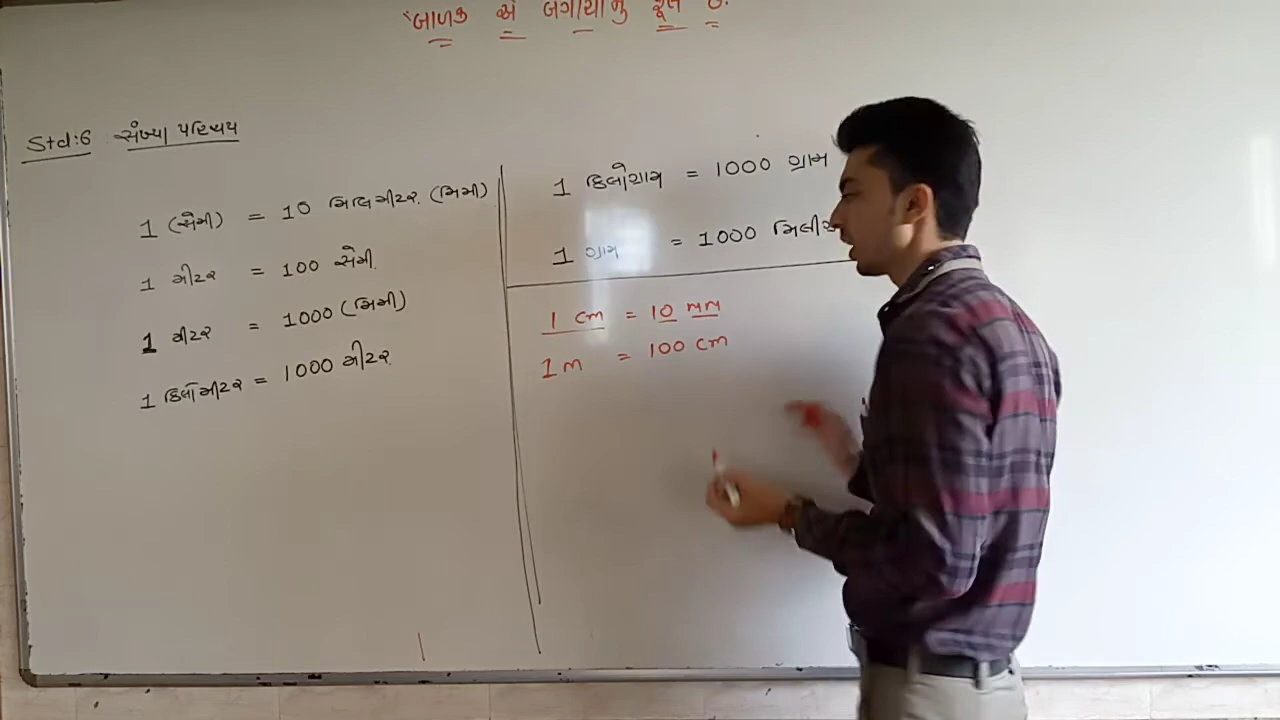 "બાળક એ બગીચાનું ફૂલ છે.
Std:6 સંખ્યા પરિચય
1 (સેમી) = 10 મિલિમીટર. (મિમી)
1 મીટર = 100 સેમી.
1 મીટર = 1000 (મિમી)
1 કિલોમીટર = 1000 મીટર.
1 કિલોગ્રામ = 1000 ગ્રામ
1 ગ્રામ = 1000
1 cm = 10 mm
1 m = 100 cm